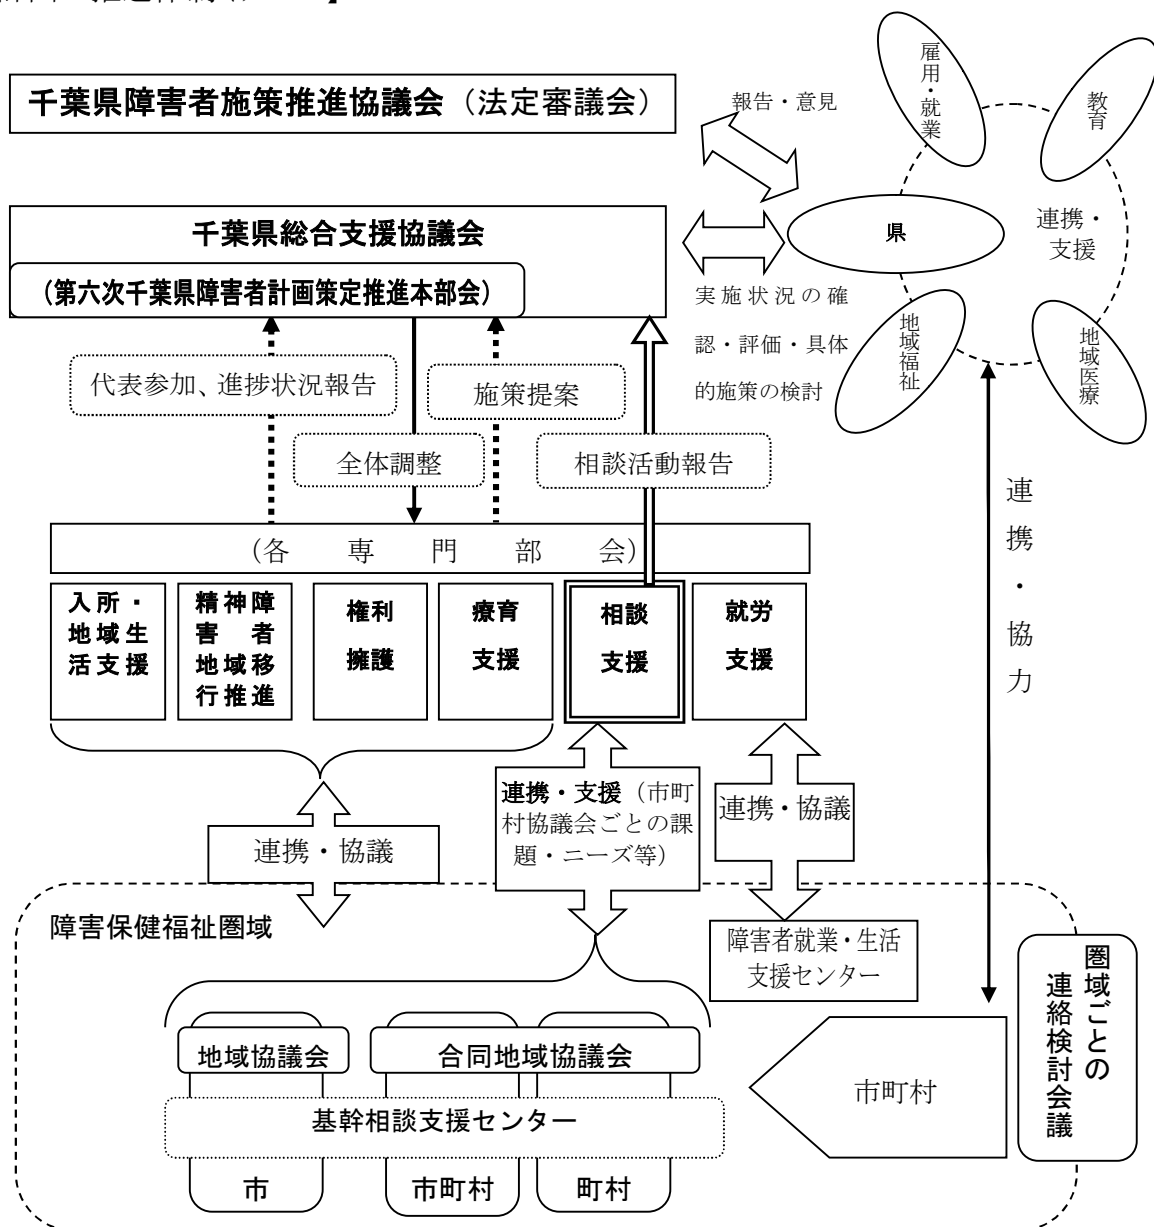 千葉県障害者施策推進協議会（法定審議会）
報告・意見
雇用・就業
教育
千葉県総合支援協議会
（第六次千葉県障害者計画策定推進本部会）
県
連携・
支援
実施状況の確
認・評価・具体
的施策の検討
地域福祉
地域医療
代表参加、進捗状況報告
施策提案
全体調整
相談活動報告
連携・協力
（各専門部会）
入所・
地域生
活支援
精神障
害者
地域移
行推進
権利
擁護
療育
支援
相談
支援
就労
支援
連携・協議
連携・支援（市町
村協議会ごとの課
題・ニーズ等）
連携・協議
障害保健福祉圏域
障害者就業・生活
支援センター
圏域ごとの
連絡検討会議
地域協議会
合同地域協議会
市町村
基幹相談支援センター
市
市町村
町村